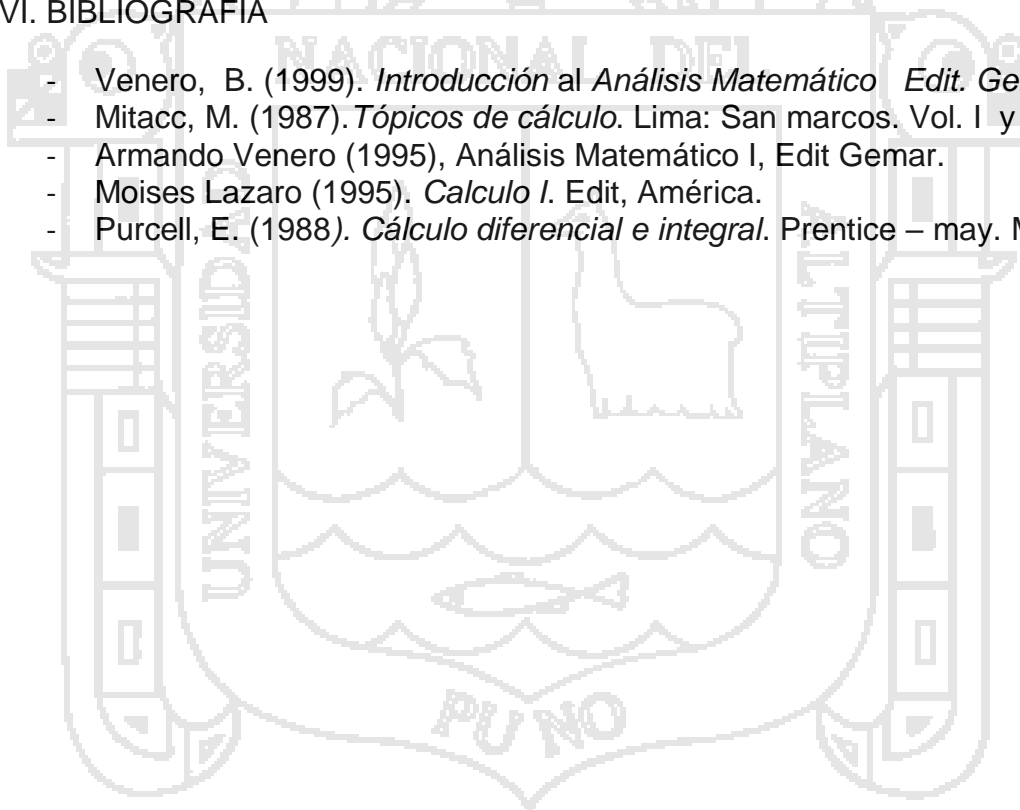 VI. BIBLIOGRAFIA
NACIONAL DEL
- Venero, B. (1999). Introducción al Análisis Matemático Edit. Ge
- Mitacc, M. (1987).Tópicos de cálculo. Lima: San marcos. Vol. I y
- Armando Venero (1995), Análisis Matemático I, Edit Gemar.
- Moises Lazaro (1995). Calculo I. Edit, América.
- Purcell, E. (1988). Cálculo diferencial e integral. Prentice – may. M
UNIVERSIDAD
ALTIPLANO
PUNO